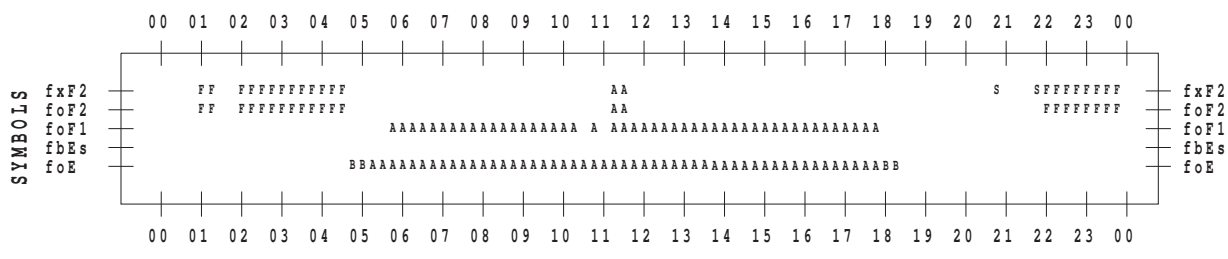 00 01 02 03 04 05 06 07 08 09 10 11 12 13 14 15 16 17 18 19 20 21 22 23 00
SYMBOLS
fxF2 FF FFFFFFFFFFF AA S SFFFFFFFF fxF2
foF2 FF FFFFFFFFFFF AA FFFFFFFF foF2
foF1 AAAAAAAAAAAAAAAAAAA A AAAAAAAAAAAAAAAAAAAAAAAAAAA foF1
fbEs fbEs
foE BBAAAAAAAAAAAAAAAAAAAAAAAAAAAAAAAAAAAAAAAAAAAAAAAAAAABB foE
00 01 02 03 04 05 06 07 08 09 10 11 12 13 14 15 16 17 18 19 20 21 22 23 00